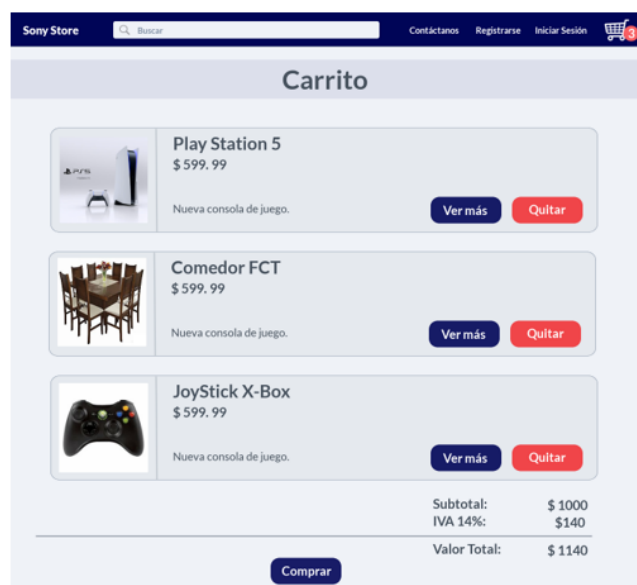 Sony Store
Buscar
Contáctanos
Registrarse
Iniciar Sesión
3
Carrito
PS5
Play Station 5
$ 599. 99
Nueva consola de juego.
Ver más
Quitar
Comedor FCT
$ 599. 99
Nueva consola de juego.
Ver más
Quitar
JoyStick X-Box
$ 599. 99
Nueva consola de juego.
Ver más
Quitar
Subtotal: $ 1000
IVA 14%: $140
Valor Total: $ 1140
Comprar